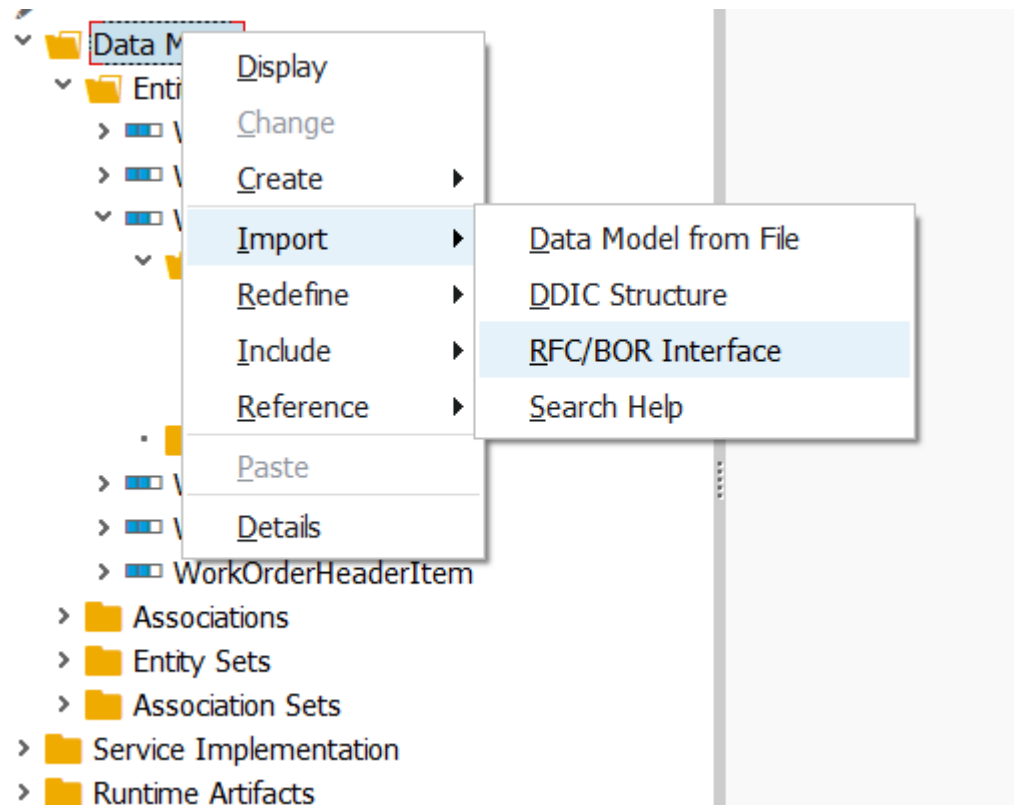 Data M
Enti
Display
Change
Create
Import
Redefine
Include
Reference
Paste
Details
Data Model from File
DDIC Structure
RFC/BOR Interface
Search Help
WorkOrderHeaderItem
Associations
Entity Sets
Association Sets
Service Implementation
Runtime Artifacts